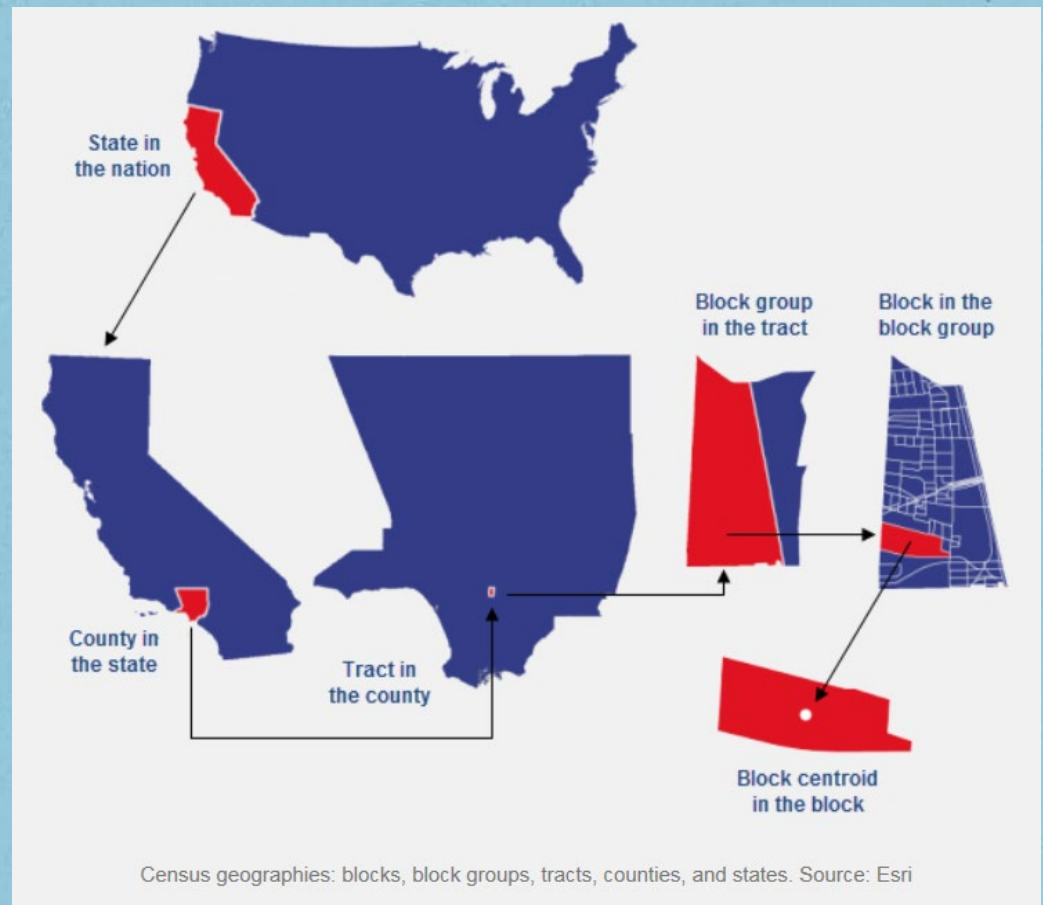 State in
the nation
Block group
in the tract
Block in the
block group
County in
the state
Tract in
the county
Block centroid
in the block
Census geographies: blocks, block groups, tracts, counties, and states. Source: Esri